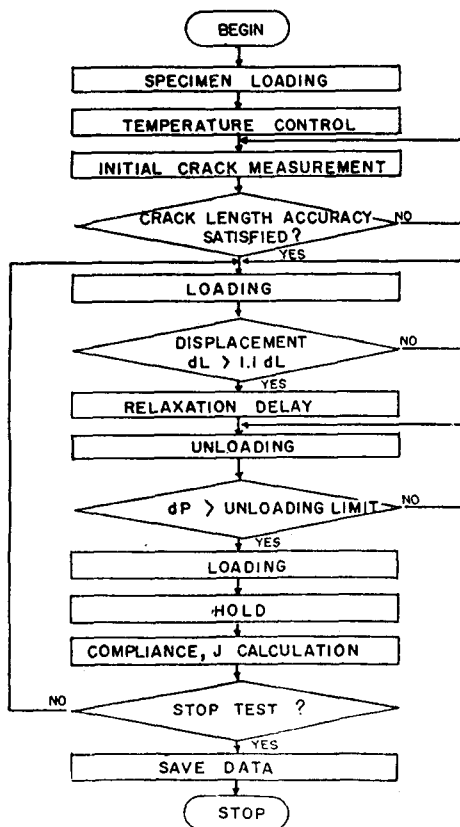 BEGIN
SPECIMEN LOADING
TEMPERATURE CONTROL
INITIAL CRACK MEASUREMENT
CRACK LENGTH ACCURACY
SATISFIED?
NO
YES
LOADING
DISPLACEMENT
dL > 1.1 dL
NO
YES
RELAXATION DELAY
UNLOADING
dP > UNLOADING LIMIT
NO
YES
LOADING
HOLD
COMPLIANCE, J CALCULATION
NO
STOP TEST ?
YES
SAVE DATA
STOP